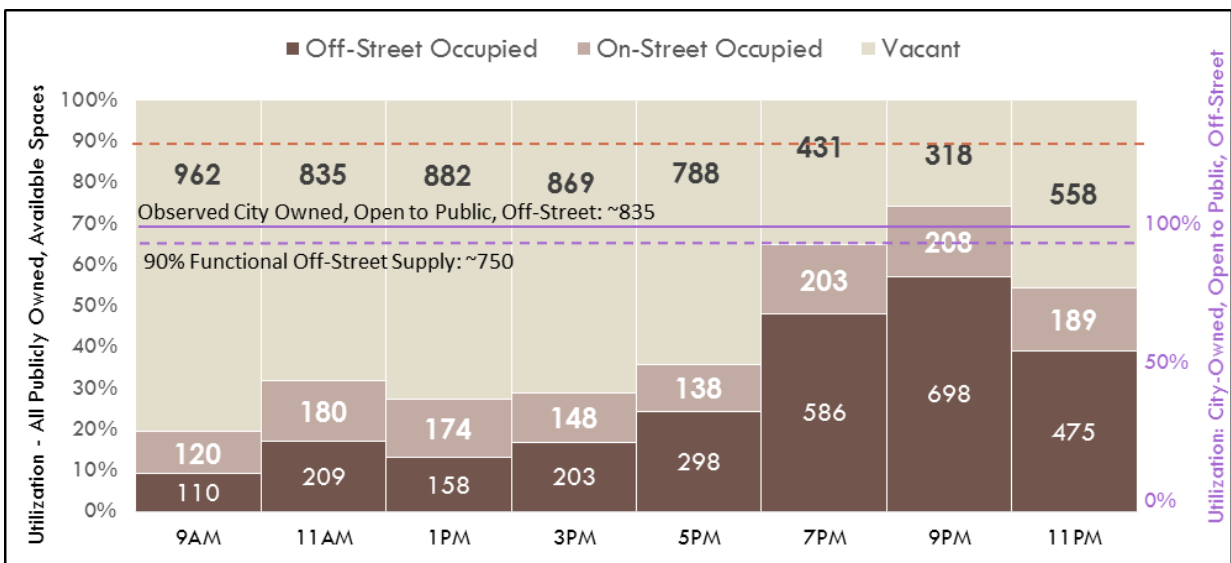 Off-Street Occupied On-Street Occupied Vacant
Utilization - All Publicly Owned, Available Spaces
Utilization: City-Owned, Open to Public, Off-Street
100%
90%
80%
70%
60%
50%
40%
30%
20%
10%
0%
962 835 882 869 788 431 318 558
Observed City Owned, Open to Public, Off-Street: ~835
90% Functional Off-Street Supply: ~750
120 180 174 148 138 203 208 189
110 209 158 203 298 586 698 475
100%
50%
0%
9AM 11AM 1PM 3PM 5PM 7PM 9PM 11PM